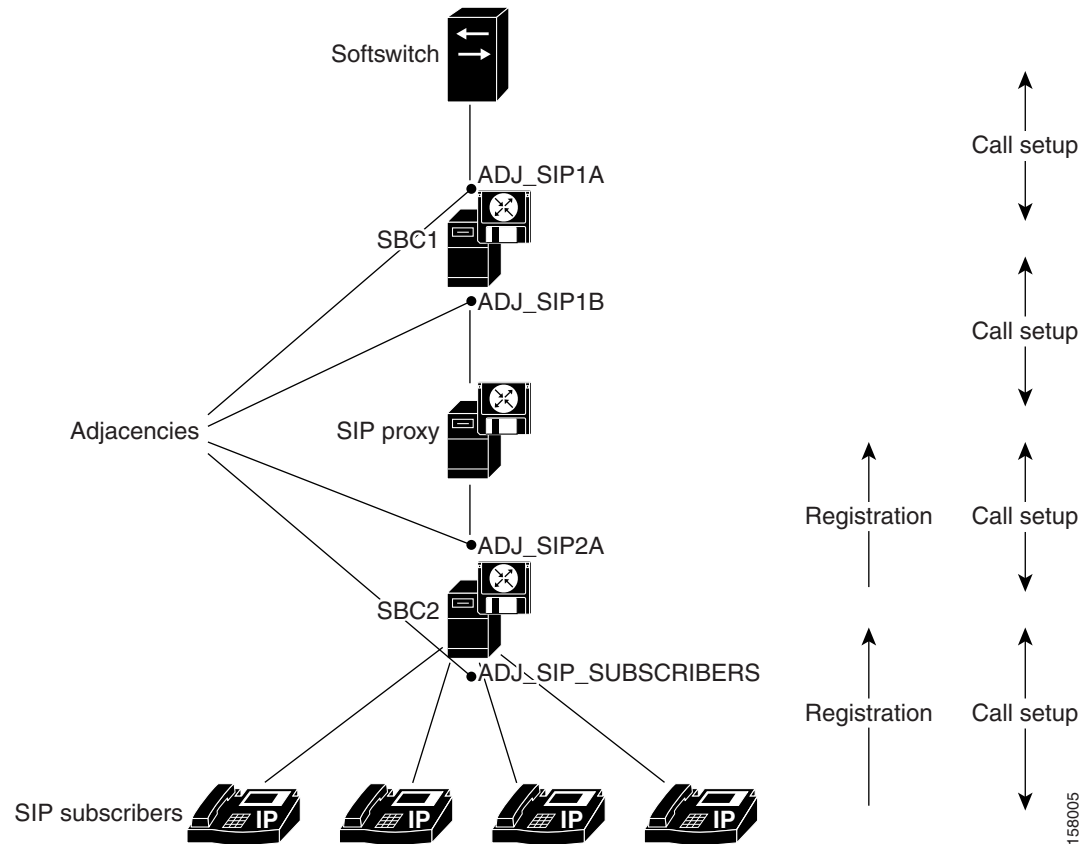 Softswitch
ADJ_SIP1A
Call setup
SBC1
ADJ_SIP1B
Call setup
Adjacencies
SIP proxy
Registration
Call setup
ADJ_SIP2A
SBC2
ADJ_SIP_SUBSCRIBERS
Registration
Call setup
SIP subscribers
IP
IP
IP
IP
158005